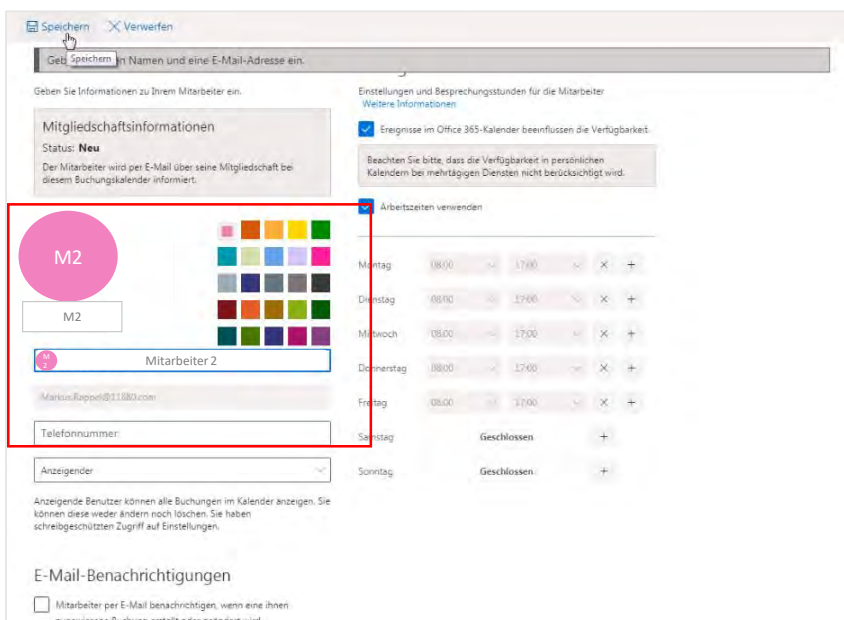 Speichern Verwerfen
Speichern
Geb n Namen und eine E-Mail-Adresse ein.
Geben Sie Informationen zu Ihrem Mitarbeiter ein.
Mitgliedschaftsinformationen
Status: Neu
Der Mitarbeiter wird per E-Mail über seine Mitgliedschaft bei
diesem Buchungskalender informiert.
M2
M2
M
2
Mitarbeiter 2
Markus.Rappel@11880.com
Telefonnummer
Anzeigender
Anzeigende Benutzer können alle Buchungen im Kalender anzeigen. Sie
können diese weder ändern noch löschen. Sie haben
schreibgeschützten Zugriff auf Einstellungen.
E-Mail-Benachrichtigungen
Mitarbeiter per E-Mail benachrichtigen, wenn eine ihnen
Einstellungen und Besprechungsstunden für die Mitarbeiter
Weitere Informationen
Ereignisse im Office 365-Kalender beeinflussen die Verfügbarkeit
Beachten Sie bitte, dass die Verfügbarkeit in persönlichen
Kalendern bei mehrtägigen Diensten nicht berücksichtigt wird.
Arbeitszeiten verwenden
Montag 08:00 17:00
Dienstag 08:00 17:00
Mittwoch 08:00 17:00
Donnerstag 08:00 17:00
Freitag 08:00 17:00
Samstag Geschlossen
Sonntag Geschlossen